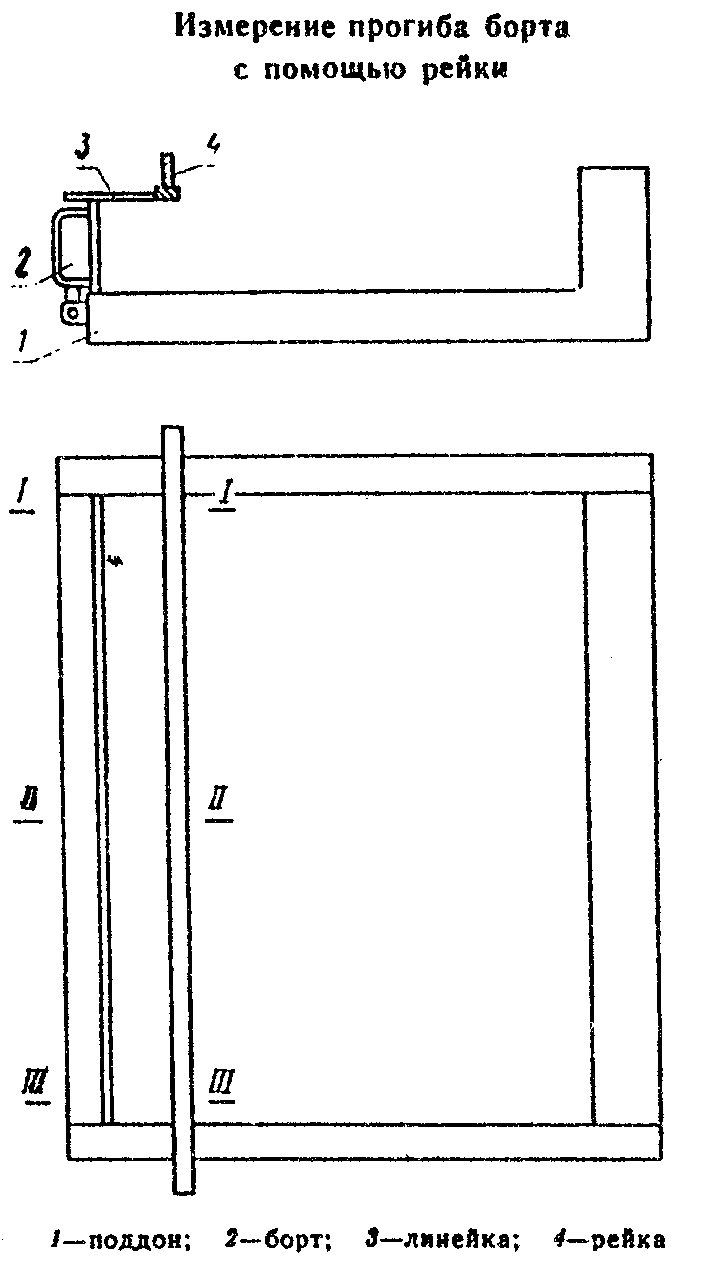 Измерение прогиба борта
с помощью рейки
3 4
2
1
I I
II II
III III
1—поддон; 2—борт; 3—линейка; 4—рейка